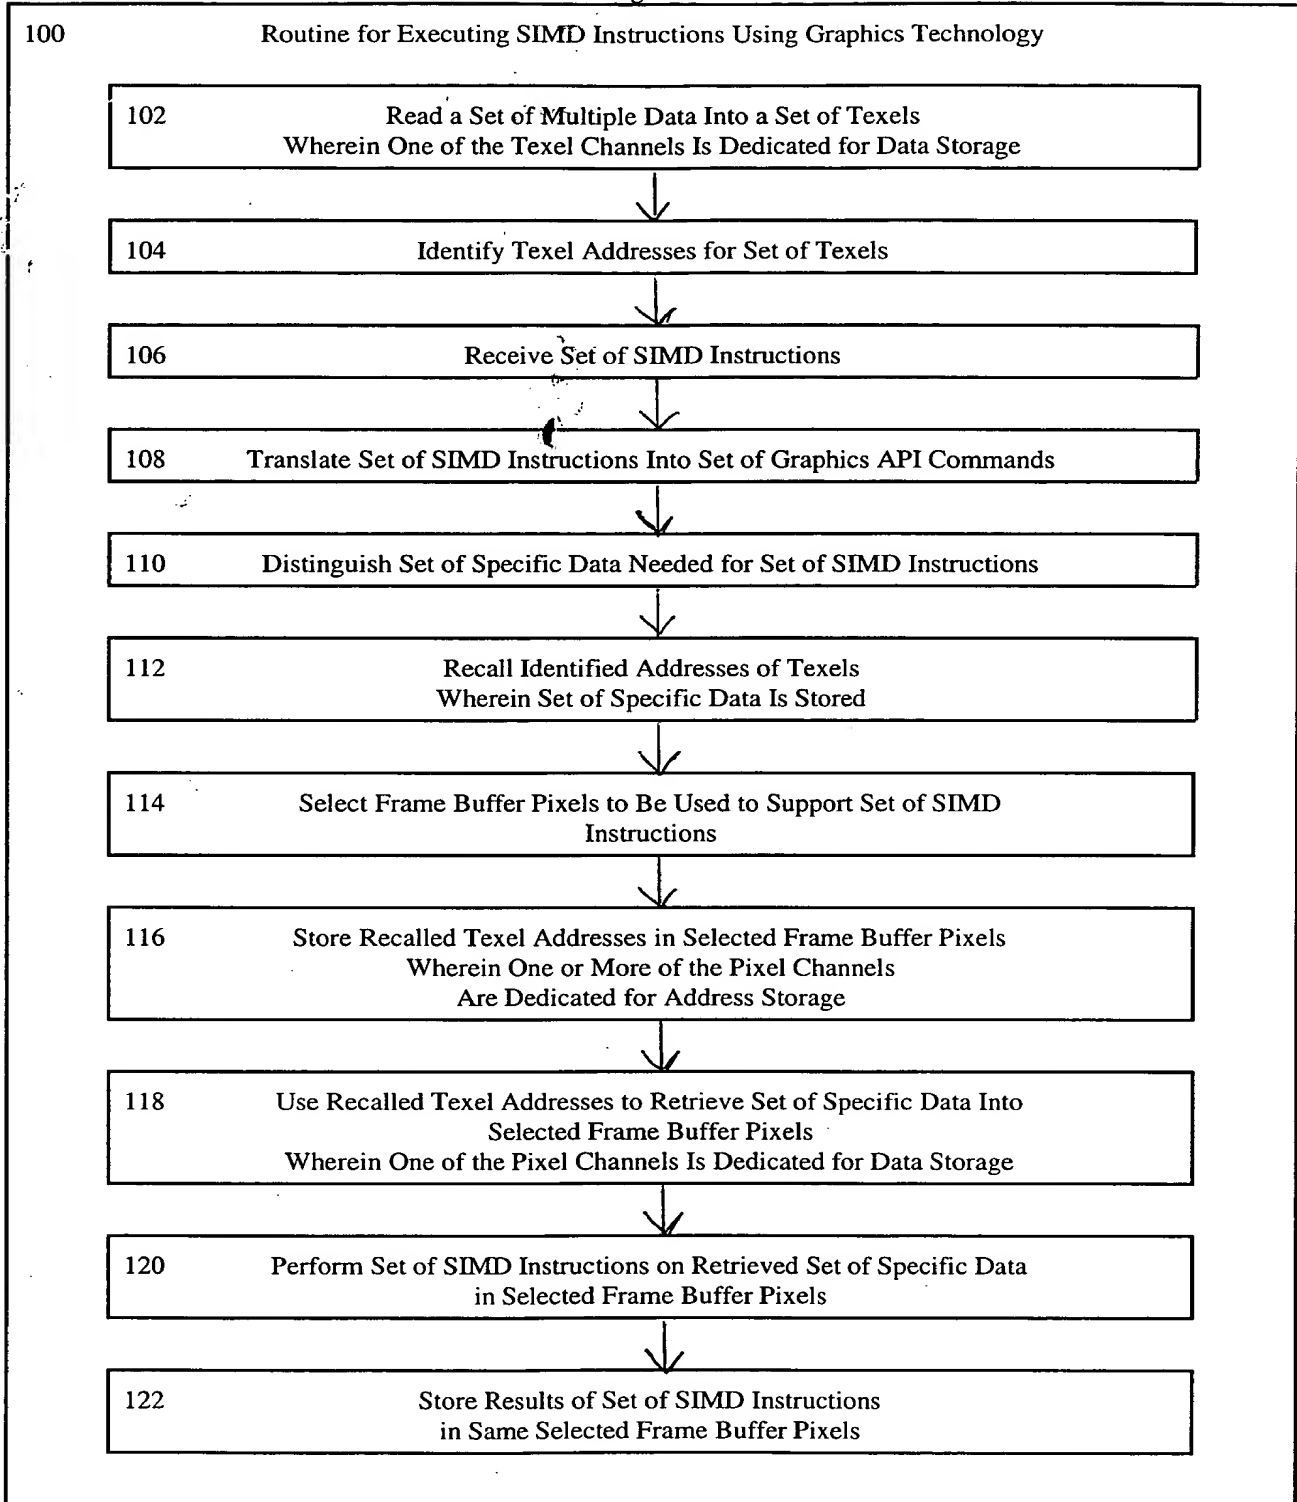 100 Routine for Executing SIMD Instructions Using Graphics Technology
102 Read a Set of Multiple Data Into a Set of Texels
Wherein One of the Texel Channels Is Dedicated for Data Storage
104 Identify Texel Addresses for Set of Texels
106 Receive Set of SIMD Instructions
108 Translate Set of SIMD Instructions Into Set of Graphics API Commands
110 Distinguish Set of Specific Data Needed for Set of SIMD Instructions
112 Recall Identified Addresses of Texels
Wherein Set of Specific Data Is Stored
114 Select Frame Buffer Pixels to Be Used to Support Set of SIMD
Instructions
116 Store Recalled Texel Addresses in Selected Frame Buffer Pixels
Wherein One or More of the Pixel Channels
Are Dedicated for Address Storage
118 Use Recalled Texel Addresses to Retrieve Set of Specific Data Into
Selected Frame Buffer Pixels
Wherein One of the Pixel Channels Is Dedicated for Data Storage
120 Perform Set of SIMD Instructions on Retrieved Set of Specific Data
in Selected Frame Buffer Pixels
122 Store Results of Set of SIMD Instructions
in Same Selected Frame Buffer Pixels